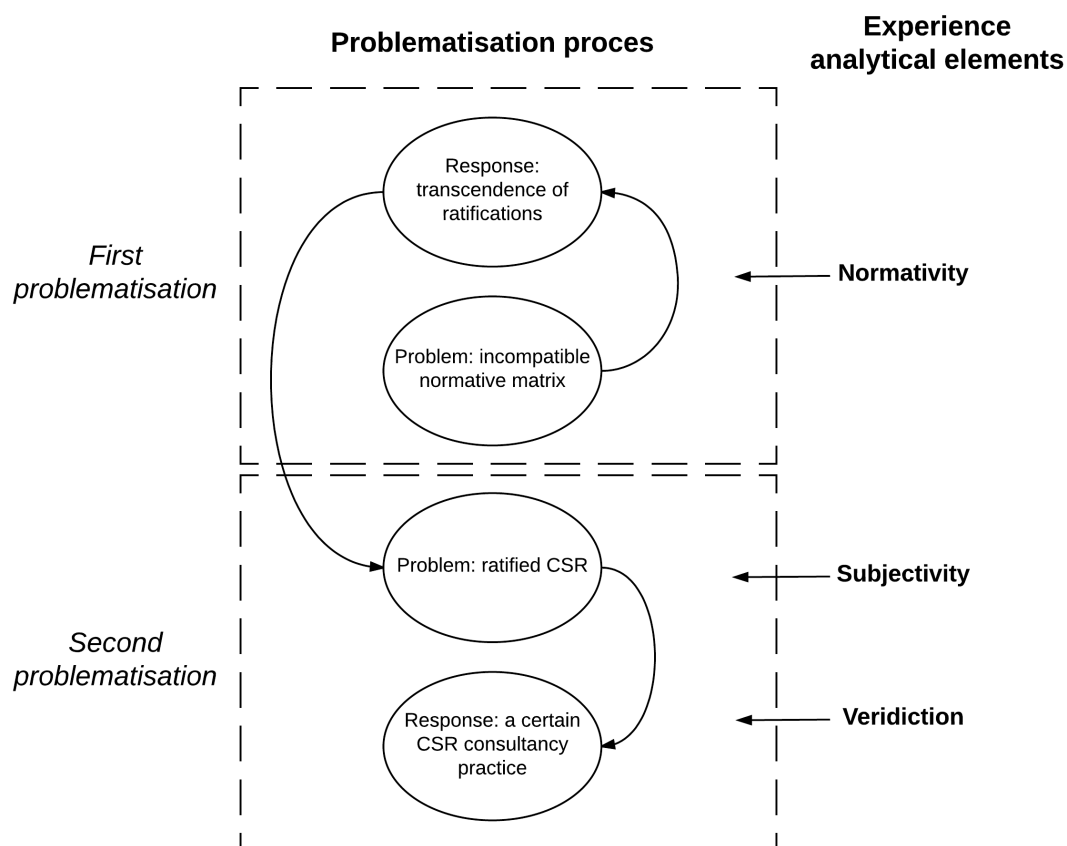 Problematisation proces
Experience
analytical elements
Response:
transcendence of
ratifications
First
problematisation
Normativity
Problem: incompatible
normative matrix
Problem: ratified CSR
Subjectivity
Second
problematisation
Response: a certain
CSR consultancy
practice
Veridiction